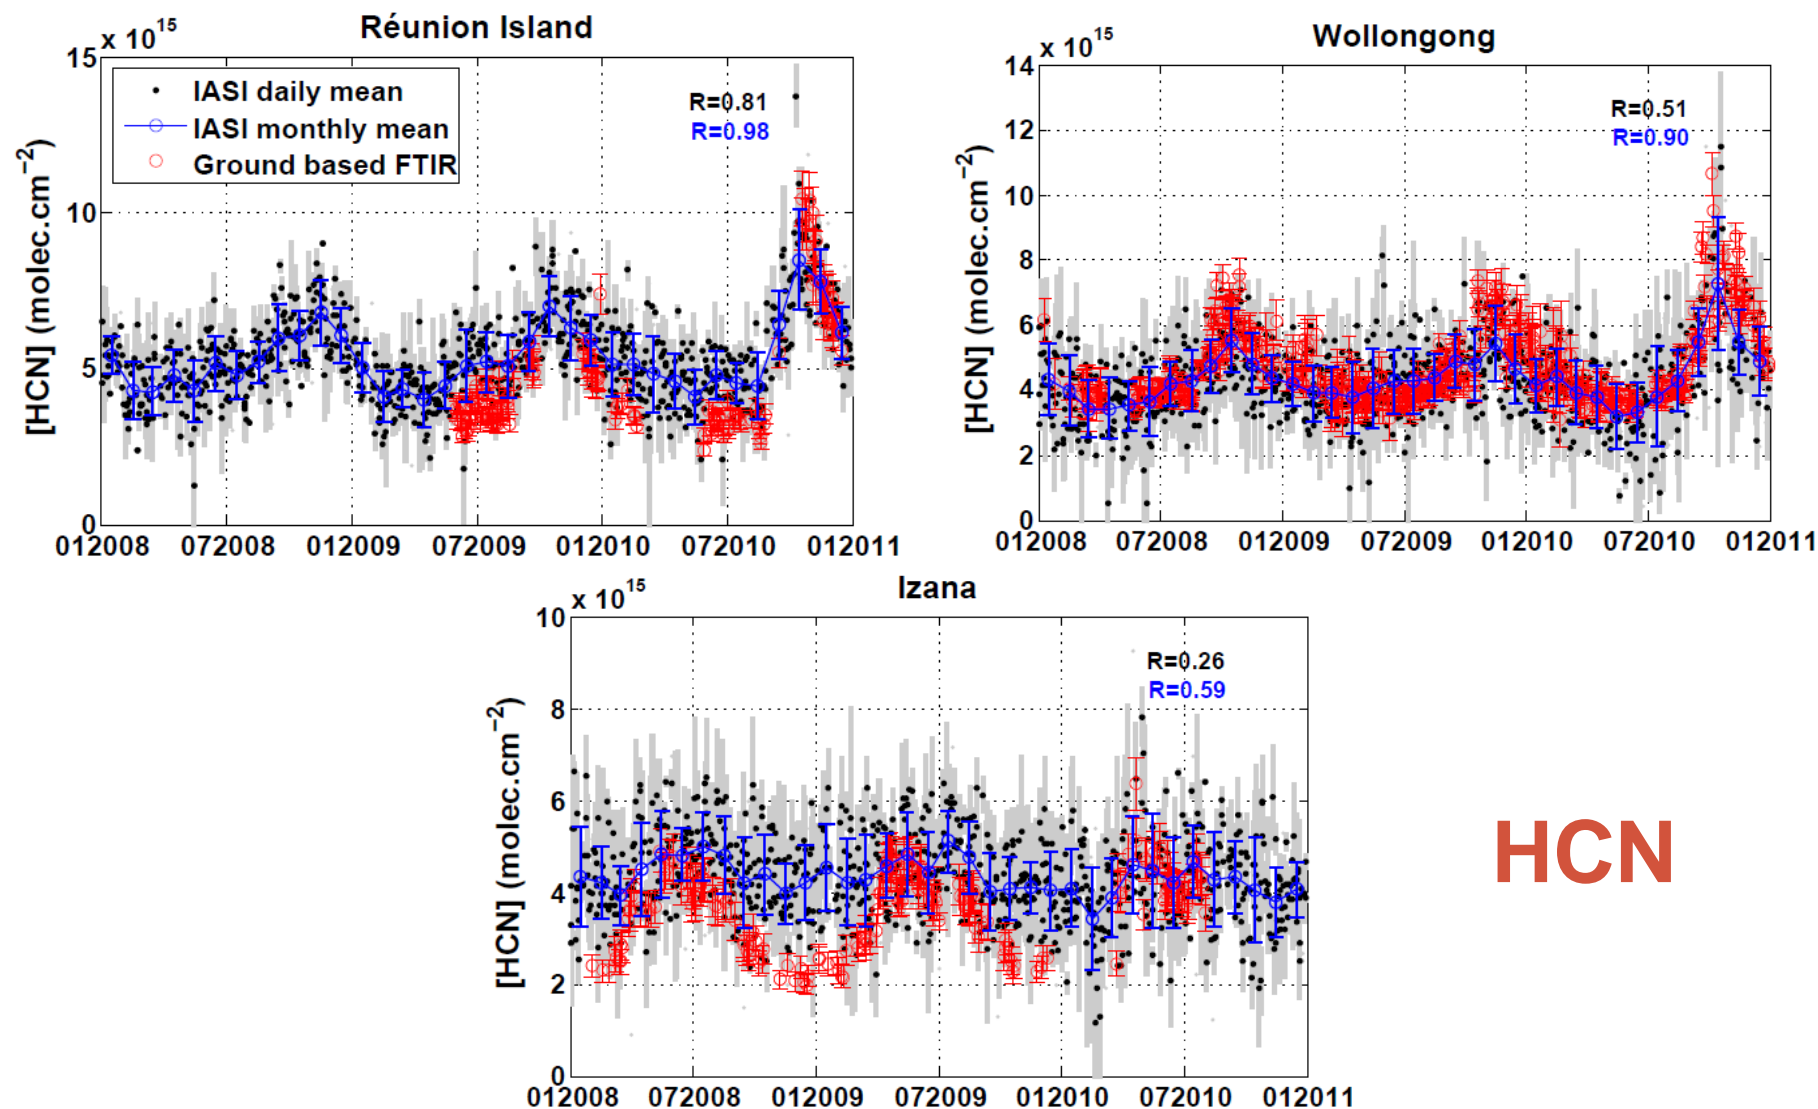 Réunion Island
x 10^15
15
10
5
0
[HCN] (molec.cm^−2)
IASI daily mean
IASI monthly mean
Ground based FTIR
R=0.81
R=0.98
012008 072008 012009 072009 012010 072010 012011
Wollongong
x 10^15
14
12
10
8
6
4
2
0
[HCN] (molec.cm^−2)
R=0.51
R=0.90
012008 072008 012009 072009 012010 072010 012011
Izana
x 10^15
10
8
6
4
2
0
[HCN] (molec.cm^−2)
R=0.26
R=0.59
012008 072008 012009 072009 012010 072010 012011
HCN